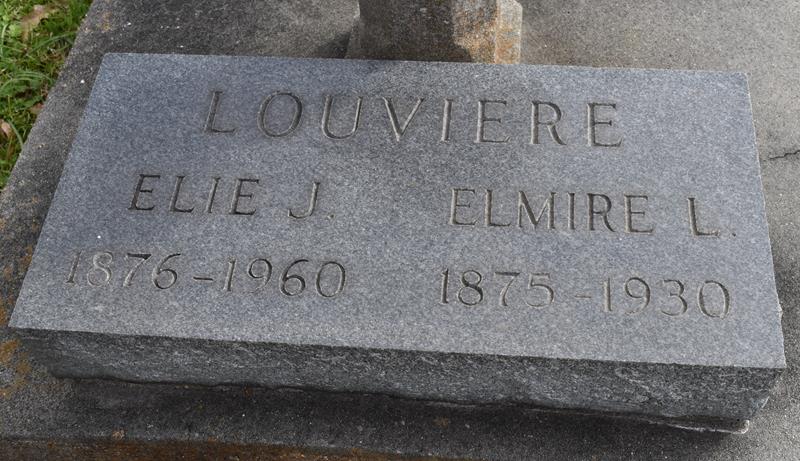 LOUVIERE
ELIE J. ELMIRE L.
1876-1960 1875-1930